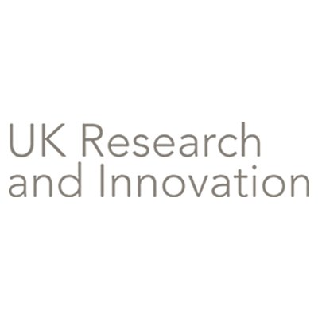 UK Research
and Innovation